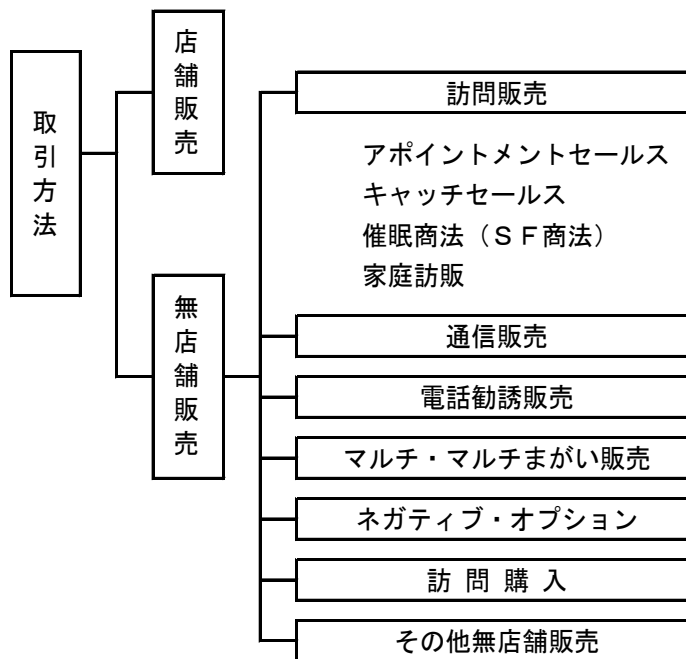 取引方法
店舗販売
無店舗販売
訪問販売
アポイントメントセールス
キャッチセールス
催眠商法（ＳＦ商法）
家庭訪販
通信販売
電話勧誘販売
マルチ・マルチまがい販売
ネガティブ・オプション
訪 問 購 入
その他無店舗販売